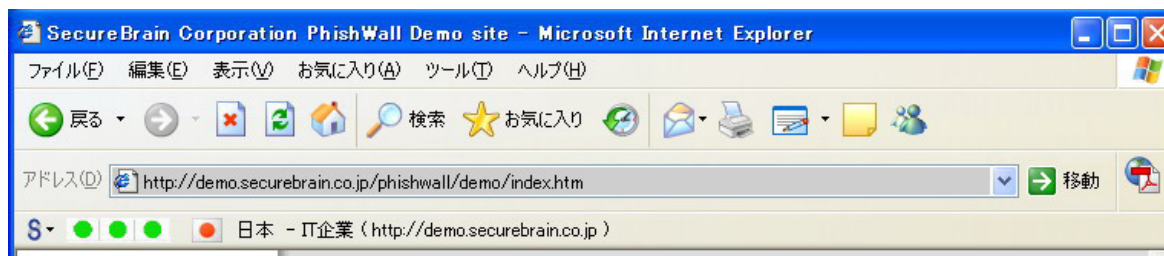 SecureBrain Corporation PhishWall Demo site - Microsoft Internet Explorer
ファイル(F) 編集(E) 表示(V) お気に入り(A) ツール(T) ヘルプ(H)
戻る 検索 お気に入り
アドレス(D) http://demo.securebrain.co.jp/phishwall/demo/index.htm 移動
S 日本 - IT企業 ( http://demo.securebrain.co.jp )